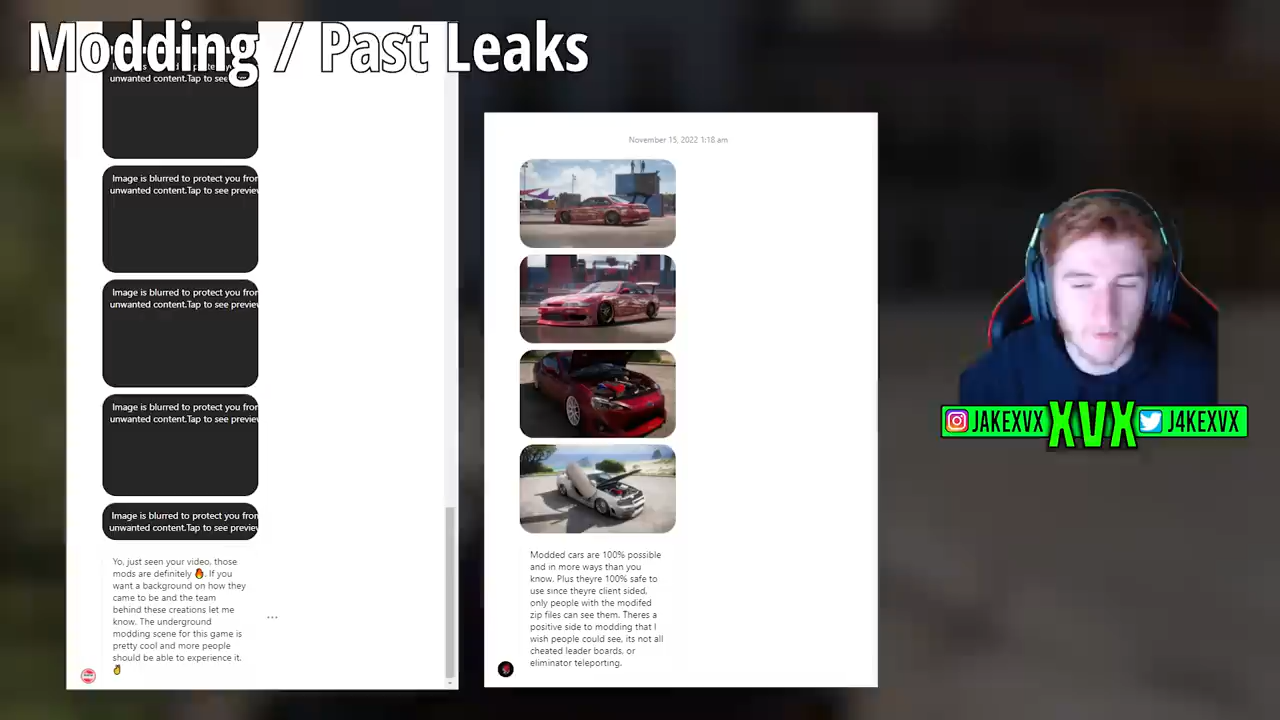 Modding / Past Leaks
unwanted content.Tap to see
Image is blurred to protect you from
unwanted content.Tap to see preview
Image is blurred to protect you from
unwanted content.Tap to see preview
Image is blurred to protect you from
unwanted content.Tap to see preview
Image is blurred to protect you from
unwanted content.Tap to see preview
Yo, just seen your video, those
mods are definitely 🔥. If you
want a background on how they
came to be and the team
behind these creations let me
know. The underground
modding scene for this game is
pretty cool and more people
should be able to experience it.
...
November 15, 2022 1:18 am
Modded cars are 100% possible
and in more ways than you
know. Plus theyre 100% safe to
use since theyre client sided,
only people with the modifed
zip files can see them. Theres a
positive side to modding that I
wish people could see, its not all
cheated leader boards, or
eliminator teleporting.
JAKEXVX XVX J4KEXVX